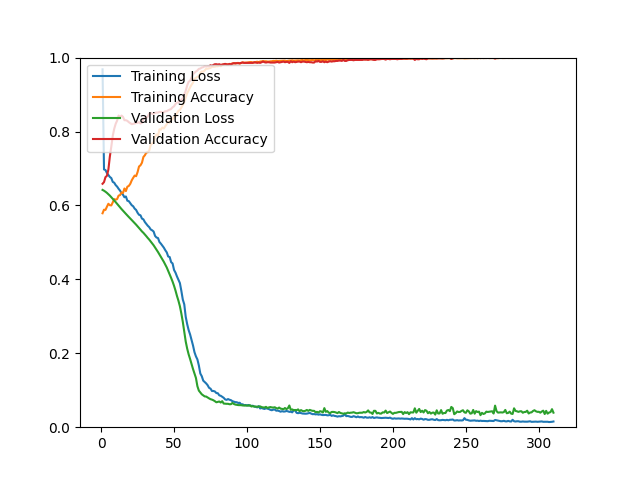 1.0
0.8
0.6
0.4
0.2
0.0
Training Loss
Training Accuracy
Validation Loss
Validation Accuracy
0 50 100 150 200 250 300